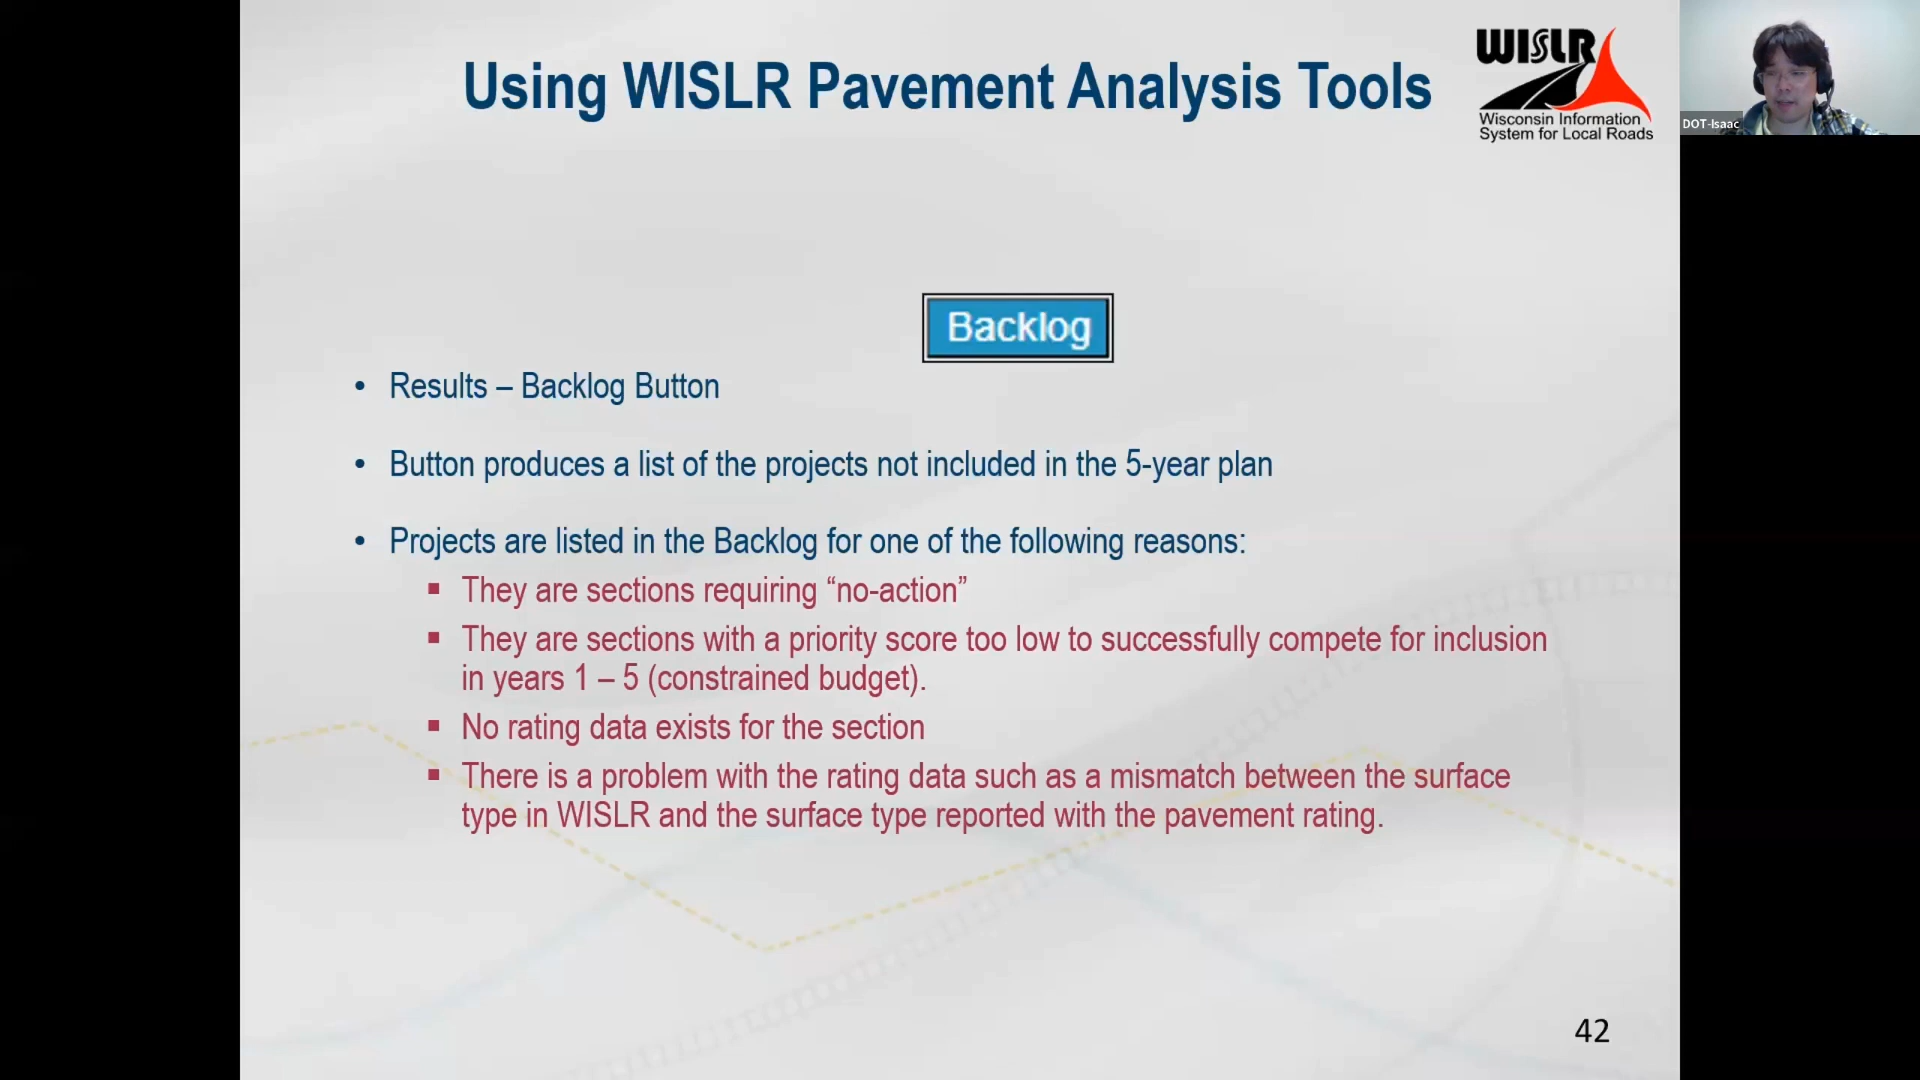 Using WISLR Pavement Analysis Tools
WISLR
Wisconsin Information
System for Local Roads
DOT-Isaac
Backlog
• Results – Backlog Button
• Button produces a list of the projects not included in the 5-year plan
• Projects are listed in the Backlog for one of the following reasons:
▪ They are sections requiring “no-action”
▪ They are sections with a priority score too low to successfully compete for inclusion
in years 1 – 5 (constrained budget).
▪ No rating data exists for the section
▪ There is a problem with the rating data such as a mismatch between the surface
type in WISLR and the surface type reported with the pavement rating.
42